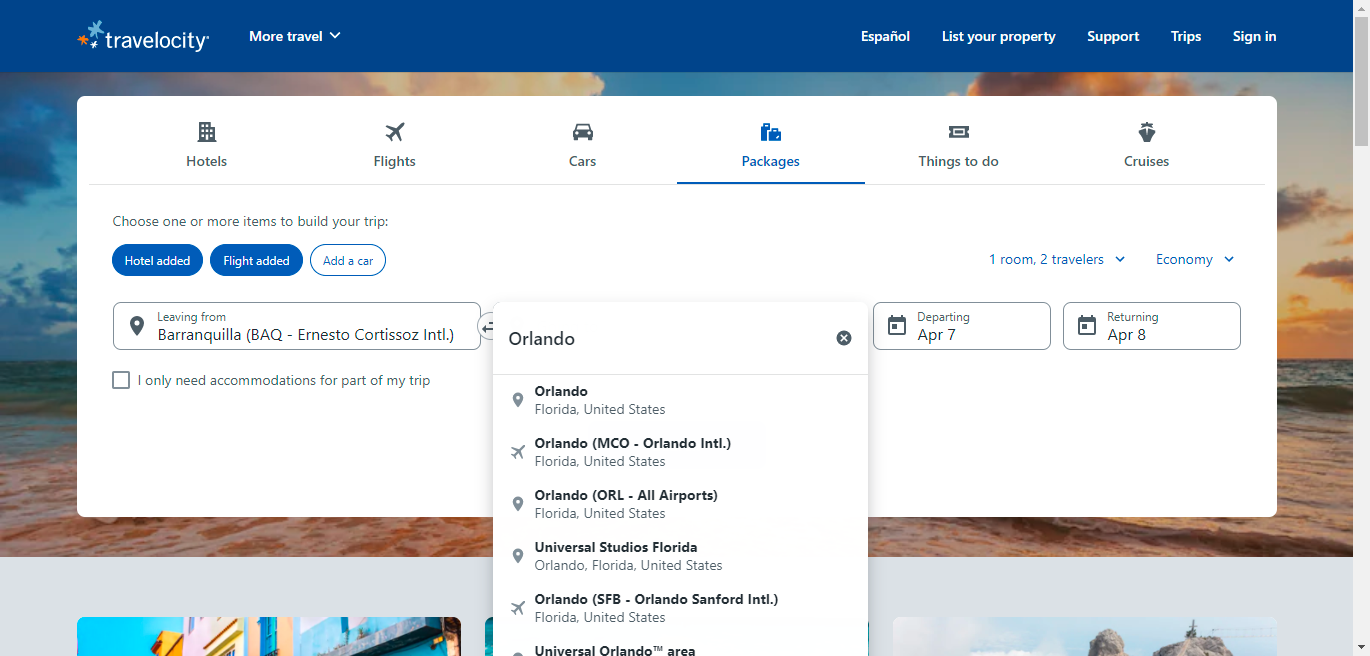 travelocity
More travel
Español
List your property
Support
Trips
Sign in
Hotels
Flights
Cars
Packages
Things to do
Cruises
Choose one or more items to build your trip:
Hotel added
Flight added
Add a car
1 room, 2 travelers
Economy
Leaving from
Barranquilla (BAQ - Ernesto Cortissoz Intl.)
Orlando
Departing
Apr 7
Returning
Apr 8
I only need accommodations for part of my trip
Orlando
Florida, United States
Orlando (MCO - Orlando Intl.)
Florida, United States
Orlando (ORL - All Airports)
Florida, United States
Universal Studios Florida
Orlando, Florida, United States
Orlando (SFB - Orlando Sanford Intl.)
Florida, United States
Universal Orlando™ area